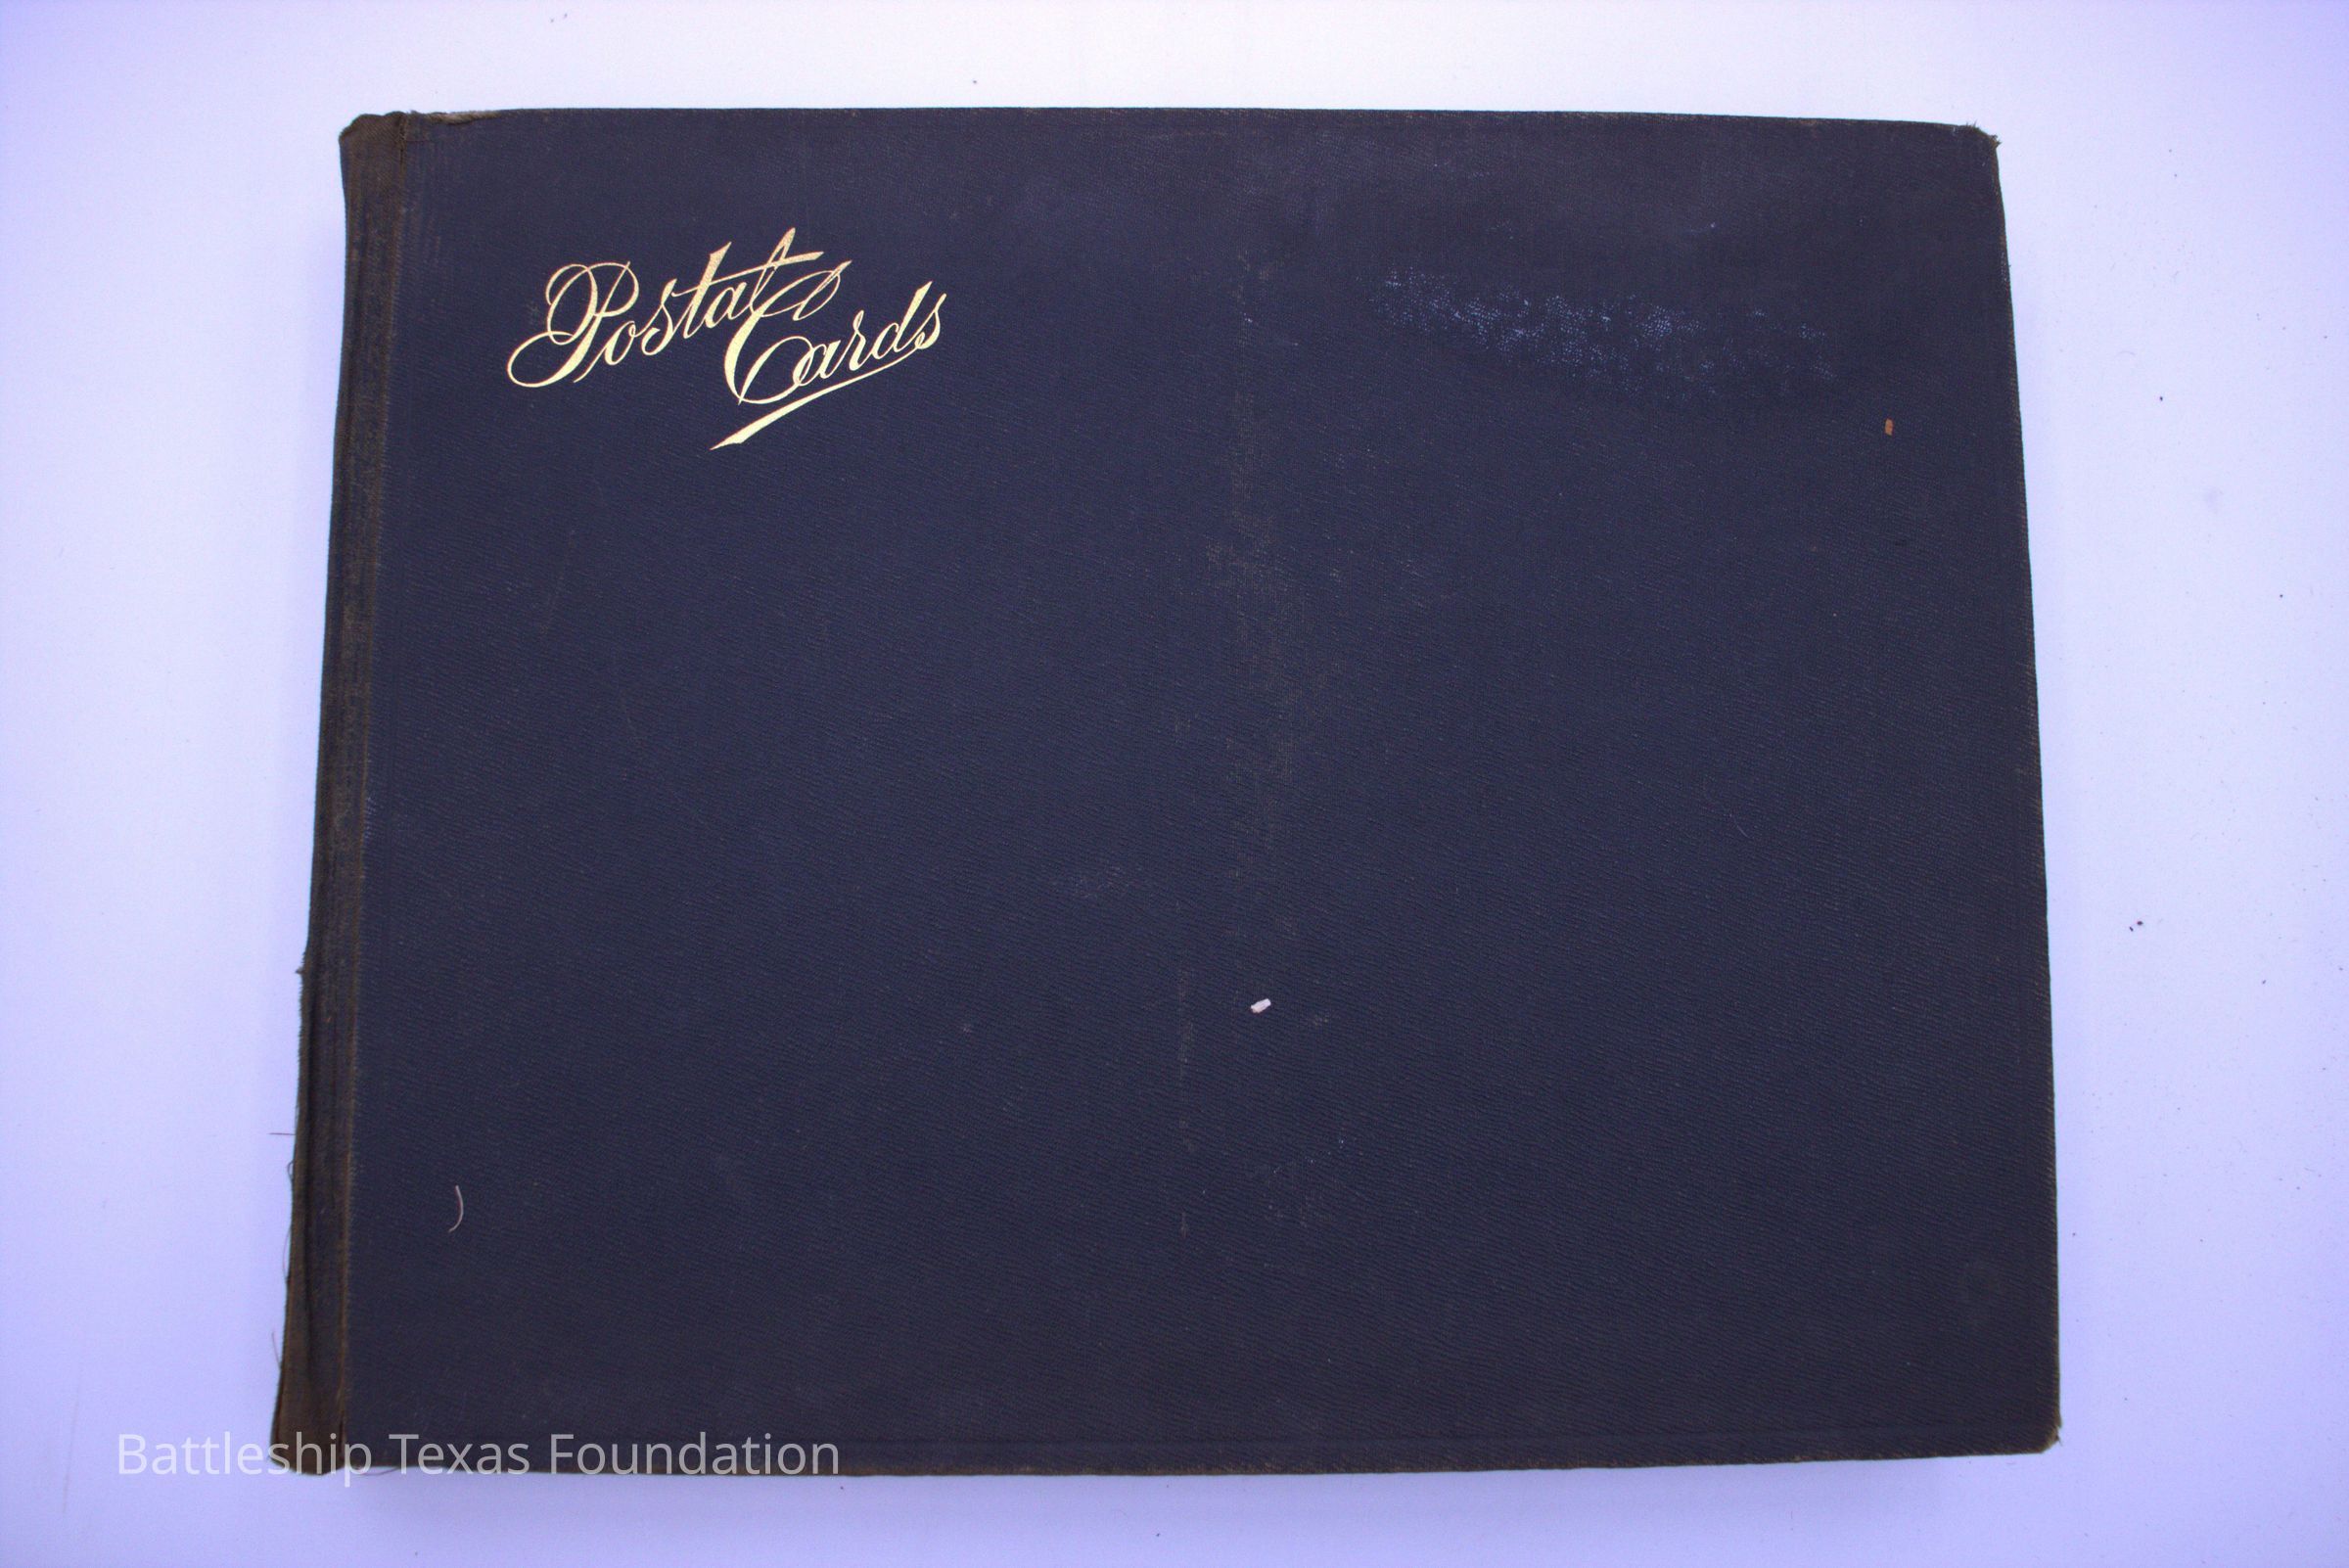 Postal
Cards
Battleship Texas Foundation